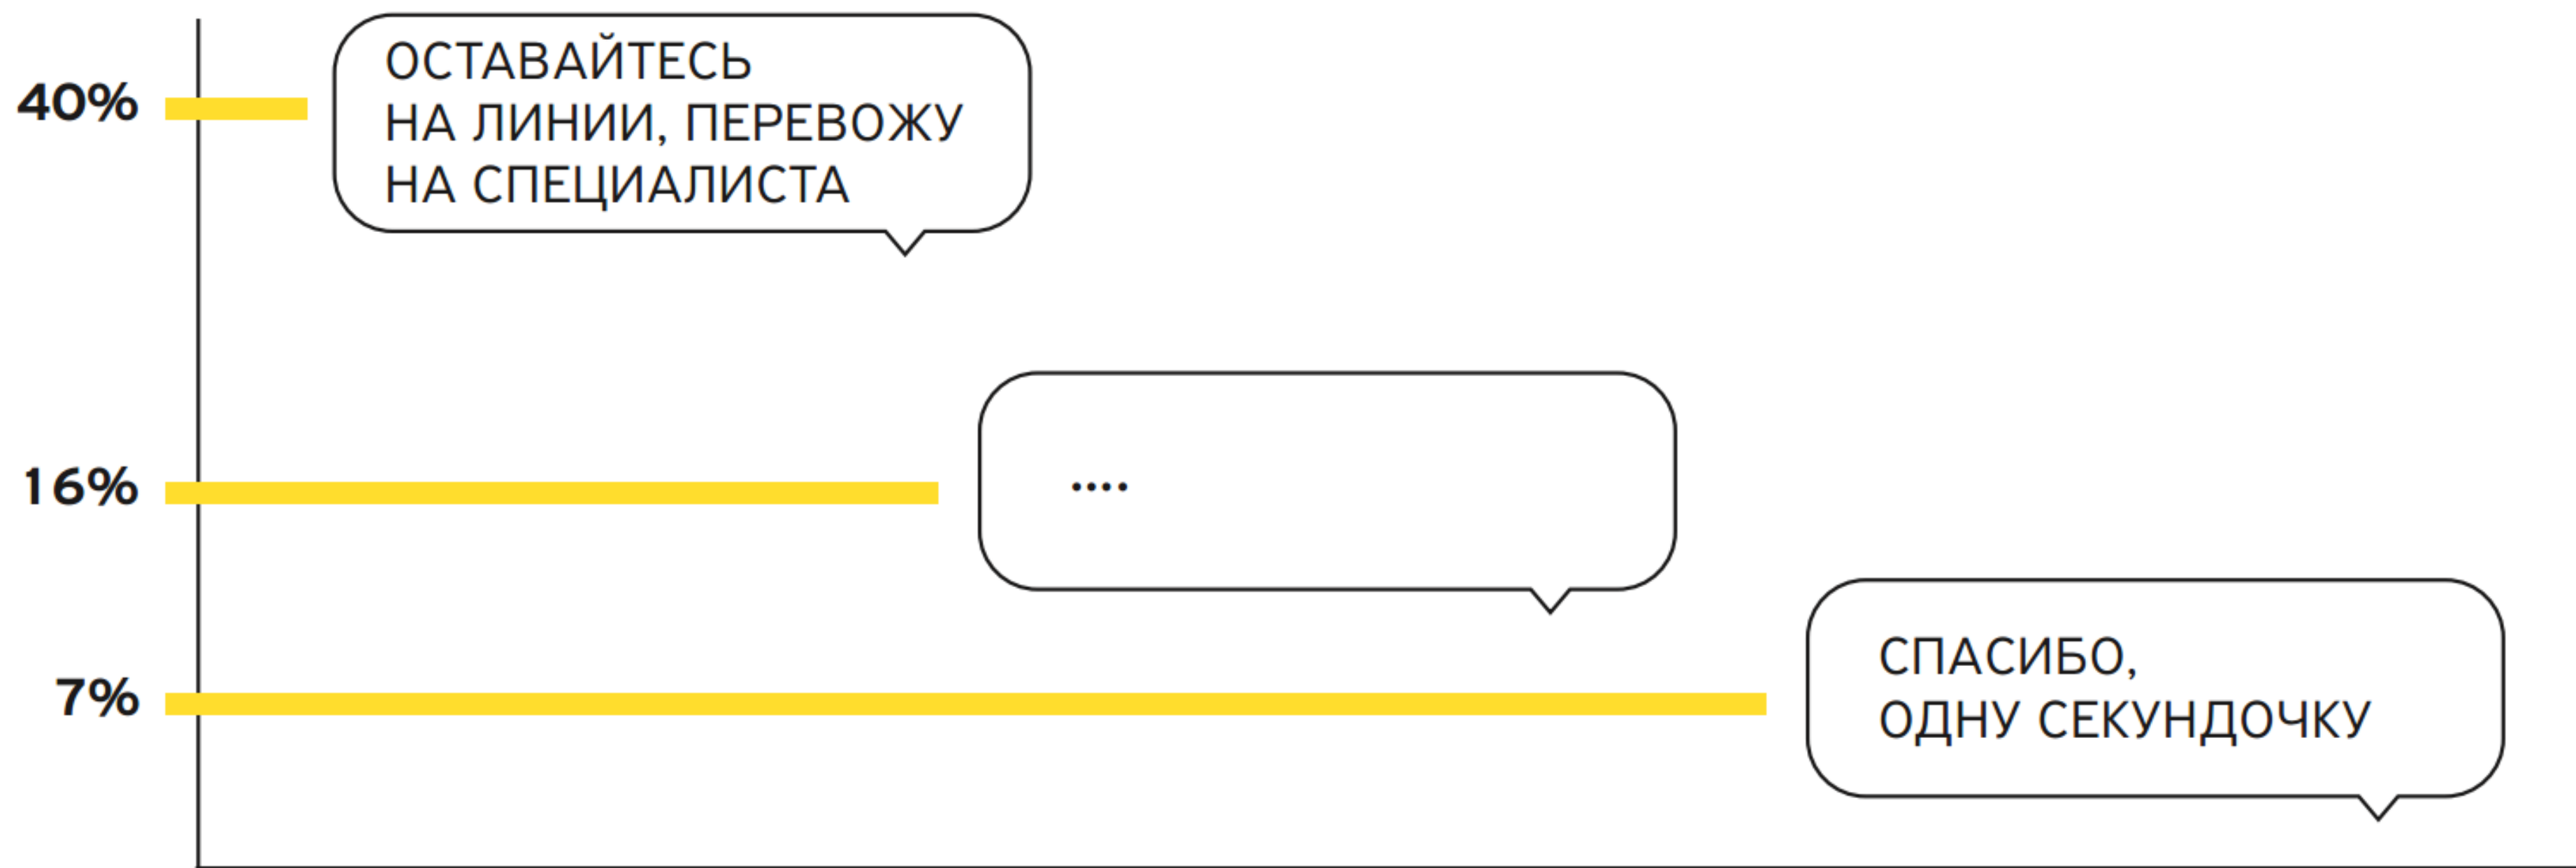 40%
ОСТАВАЙТЕСЬ
НА ЛИНИИ, ПЕРЕВОЖУ
НА СПЕЦИАЛИСТА
16%
....
7%
СПАСИБО,
ОДНУ СЕКУНДОЧКУ